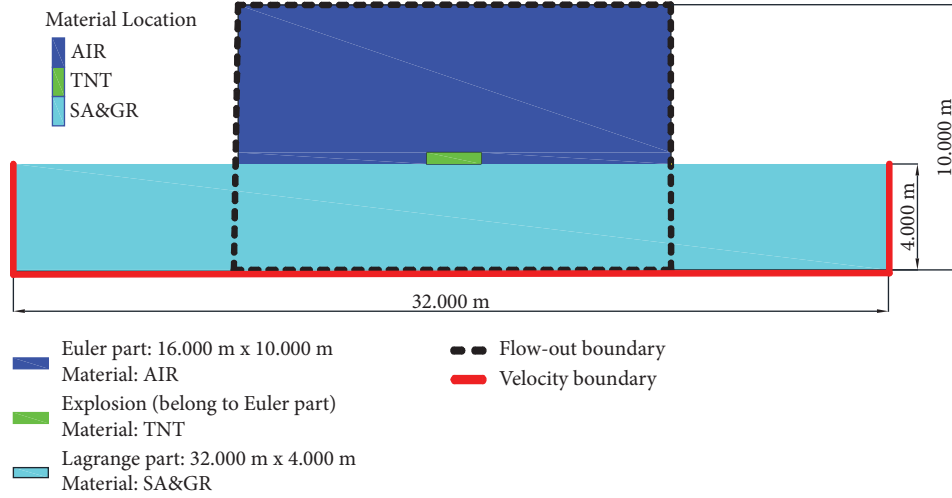 Material Location
AIR
TNT
SA&GR
10.000 m
4.000 m
32.000 m
Euler part: 16.000 m x 10.000 m
Material: AIR
Explosion (belong to Euler part)
Material: TNT
Lagrange part: 32.000 m x 4.000 m
Material: SA&GR
Flow-out boundary
Velocity boundary